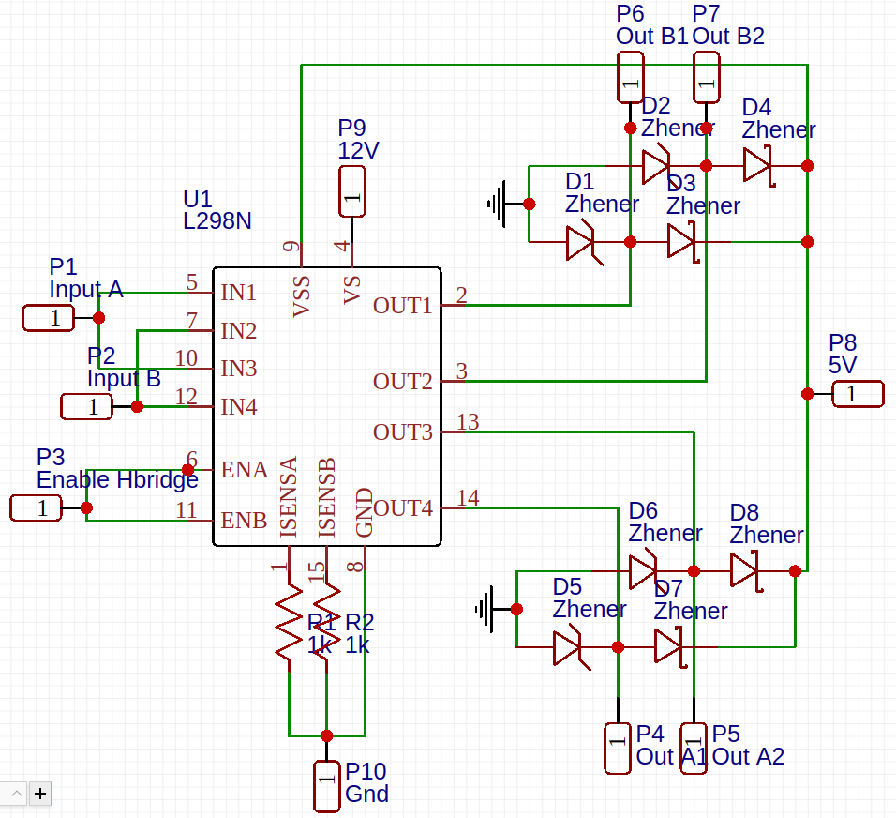 P6 P7
Out B1 Out B2
1 1
D2 D4
Zhener Zhener
P9
12V
1
D1 D3
Zhener Zhener
U1
L298N
9 4
P1
Input A
1
5 IN1
7 IN2
10 IN3
12 IN4
VSS VS
OUT1 2
OUT2 3
OUT3 13
OUT4 14
P2
Input B
1
P8
5V
1
P3
Enable Hbridge
1
6 ENA
11 ENB
ISENSA ISENSB GND
1 15 8
D6 D8
Zhener Zhener
D5 D7
Zhener Zhener
R1 R2
1k 1k
P4 P5
Out A1 Out A2
1 1
P10
Gnd
1
+